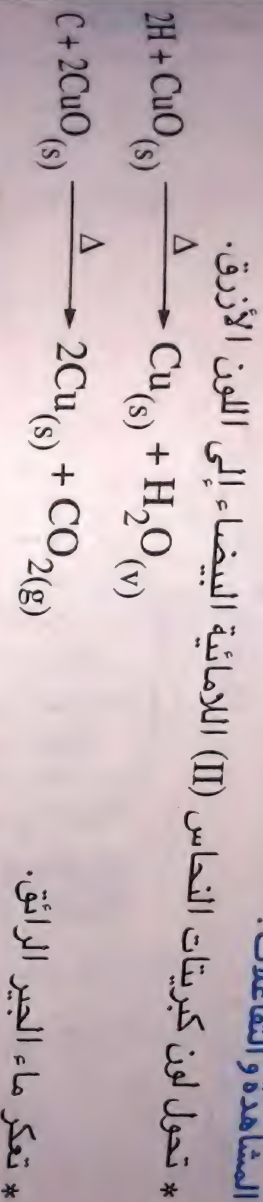 المشاهدة والتفاعلات:
* تحول لون كبريتات النحاس (II) اللامائية البيضاء إلى اللون الأزرق.
2H + CuO(s) —Δ→ Cu(s) + H2O(v)
C + 2CuO(s) —Δ→ 2Cu(s) + CO2(g)
* تعكر ماء الجير الرائق.